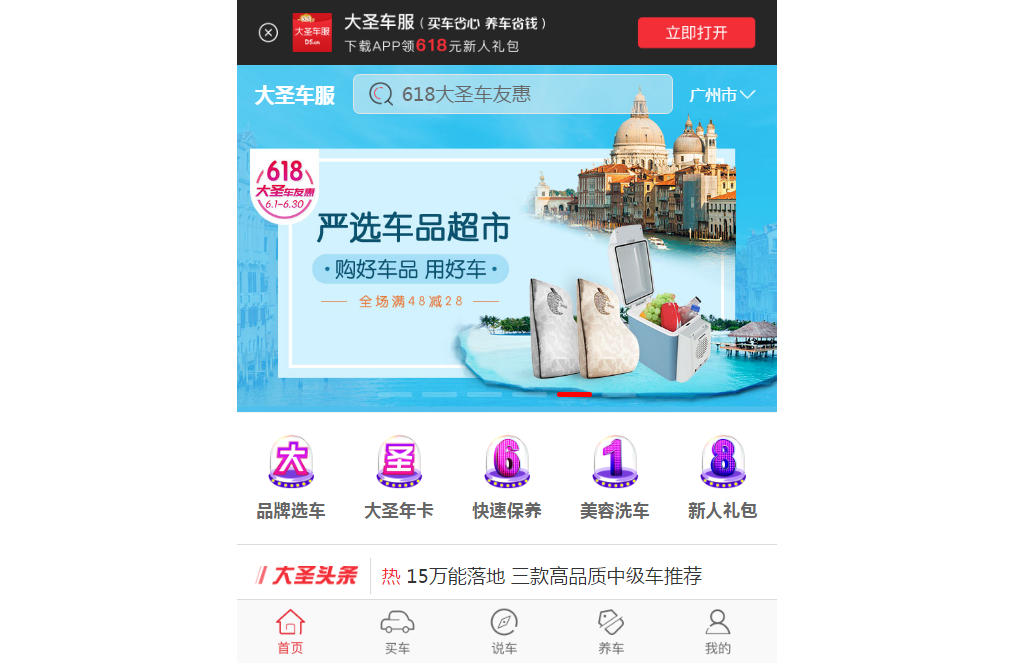 大圣车服（买车省心 养车省钱）
大圣车服
DS.cn
下载APP领618元新人礼包
立即打开
大圣车服
618大圣车友惠
广州市
618
大圣车友惠
6.1-6.30
严选车品超市
·购好车品 用好车·
全场满48减28
大 圣 6 1 8
品牌选车 大圣年卡 快速保养 美容洗车 新人礼包
大圣头条 热 15万能落地 三款高品质中级车推荐
首页 买车 说车 养车 我的